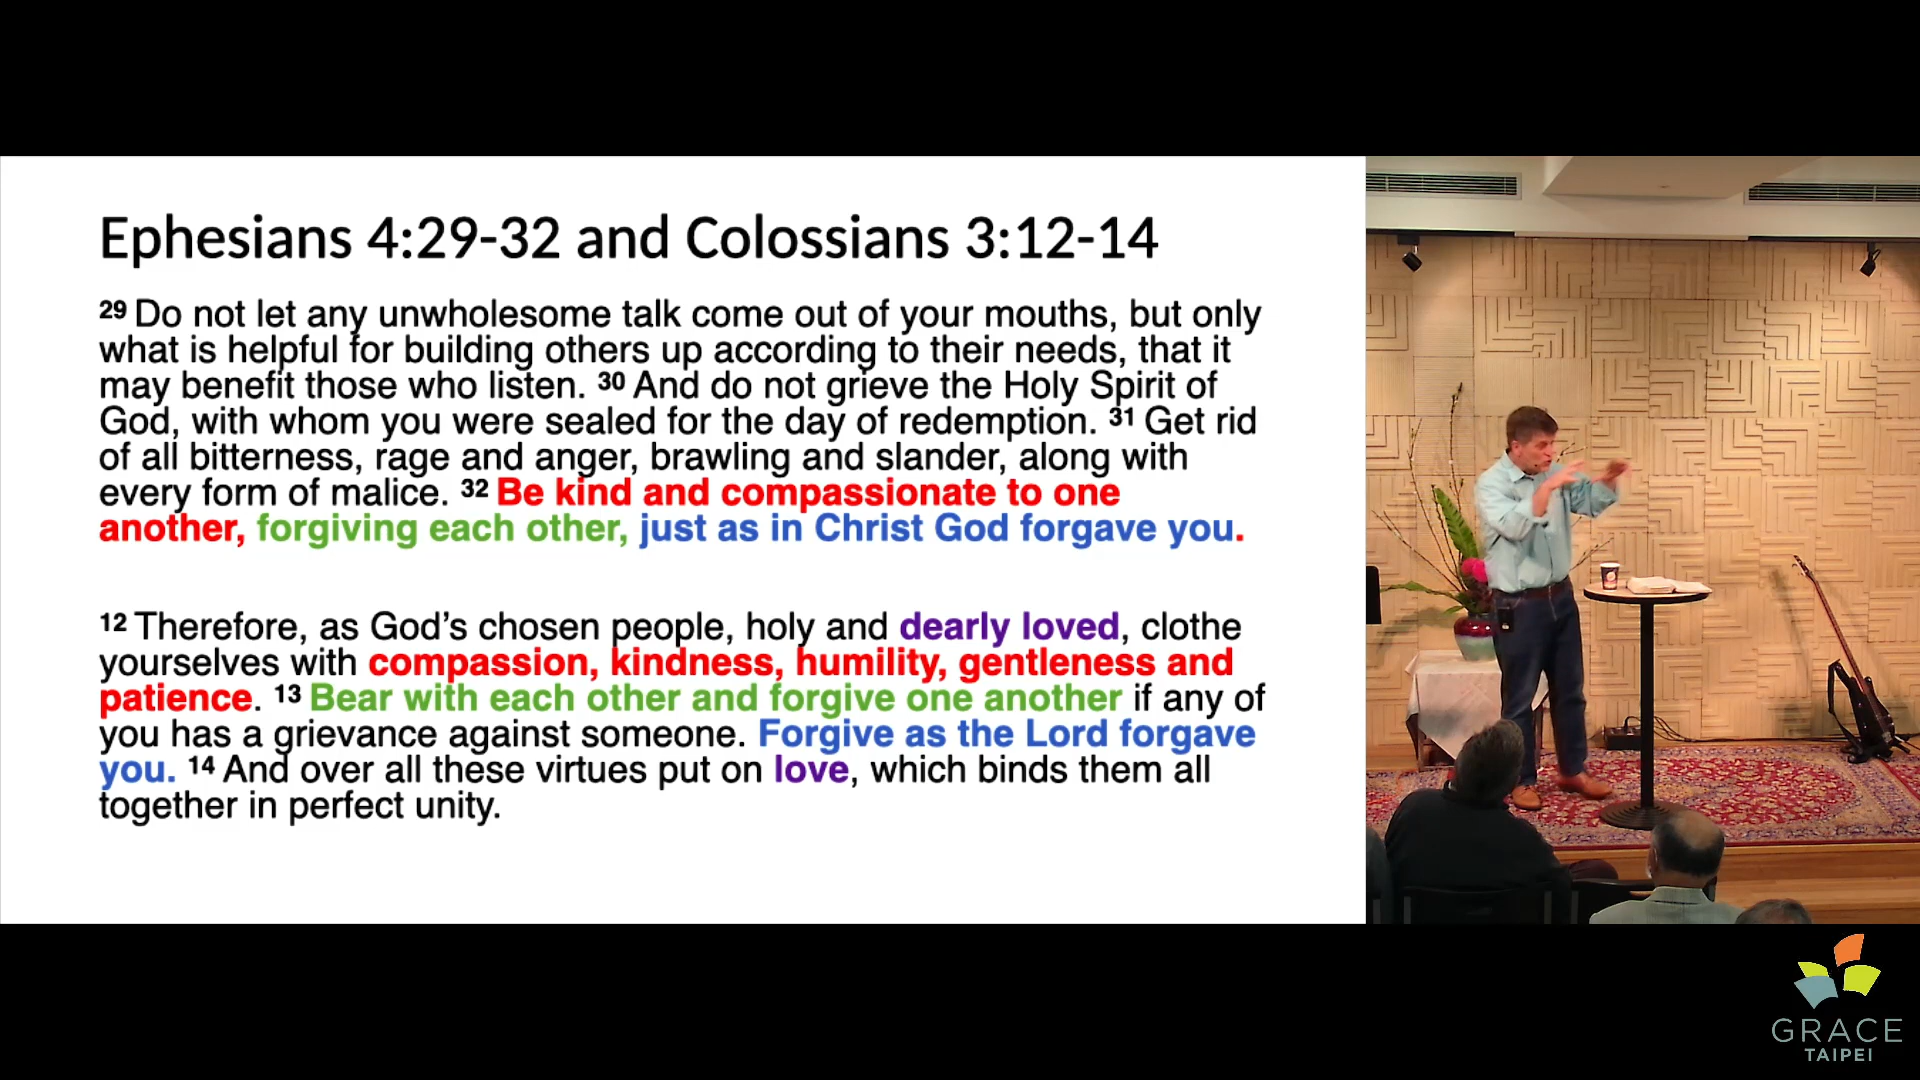 Ephesians 4:29-32 and Colossians 3:12-14
29 Do not let any unwholesome talk come out of your mouths, but only
what is helpful for building others up according to their needs, that it
may benefit those who listen. 30 And do not grieve the Holy Spirit of
God, with whom you were sealed for the day of redemption. 31 Get rid
of all bitterness, rage and anger, brawling and slander, along with
every form of malice. 32 Be kind and compassionate to one
another, forgiving each other, just as in Christ God forgave you.
12 Therefore, as God’s chosen people, holy and dearly loved, clothe
yourselves with compassion, kindness, humility, gentleness and
patience. 13 Bear with each other and forgive one another if any of
you has a grievance against someone. Forgive as the Lord forgave
you. 14 And over all these virtues put on love, which binds them all
together in perfect unity.
GRACE
TAIPEI